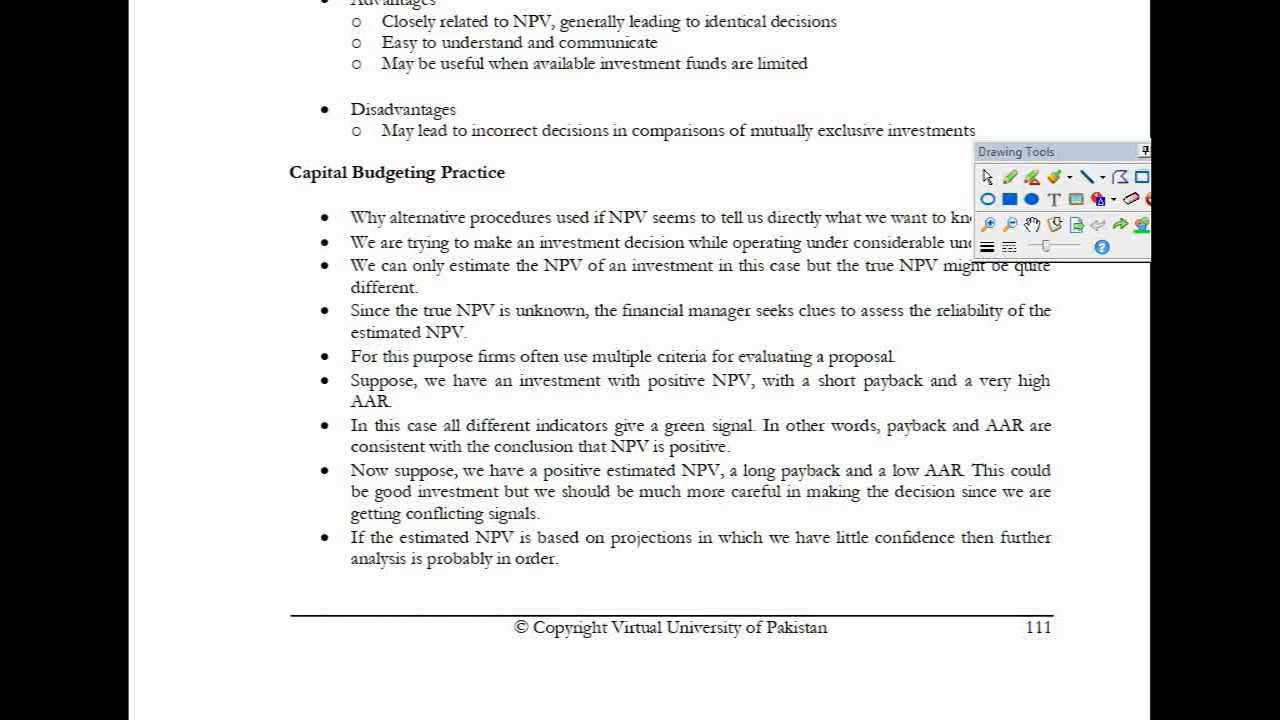 Advantages
o Closely related to NPV, generally leading to identical decisions
o Easy to understand and communicate
o May be useful when available investment funds are limited
• Disadvantages
o May lead to incorrect decisions in comparisons of mutually exclusive investments
Drawing Tools
Capital Budgeting Practice
• Why alternative procedures used if NPV seems to tell us directly what we want to
• We are trying to make an investment decision while operating under considerable
• We can only estimate the NPV of an investment in this case but the true NPV might be quite
different.
• Since the true NPV is unknown, the financial manager seeks clues to assess the reliability of the
estimated NPV.
• For this purpose firms often use multiple criteria for evaluating a proposal.
• Suppose, we have an investment with positive NPV, with a short payback and a very high
AAR.
• In this case all different indicators give a green signal. In other words, payback and AAR are
consistent with the conclusion that NPV is positive.
• Now suppose, we have a positive estimated NPV, a long payback and a low AAR. This could
be good investment but we should be much more careful in making the decision since we are
getting conflicting signals.
• If the estimated NPV is based on projections in which we have little confidence then further
analysis is probably in order.
© Copyright Virtual University of Pakistan 111